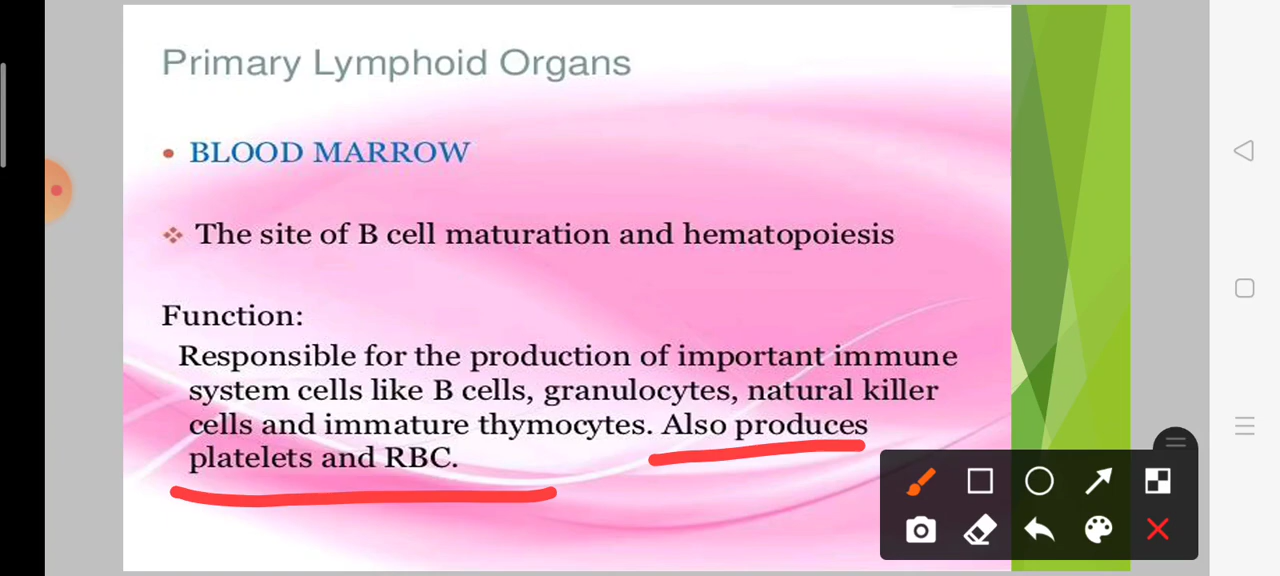 Primary Lymphoid Organs
• BLOOD MARROW
❖ The site of B cell maturation and hematopoiesis
Function:
Responsible for the production of important immune
system cells like B cells, granulocytes, natural killer
cells and immature thymocytes. Also produces
platelets and RBC.